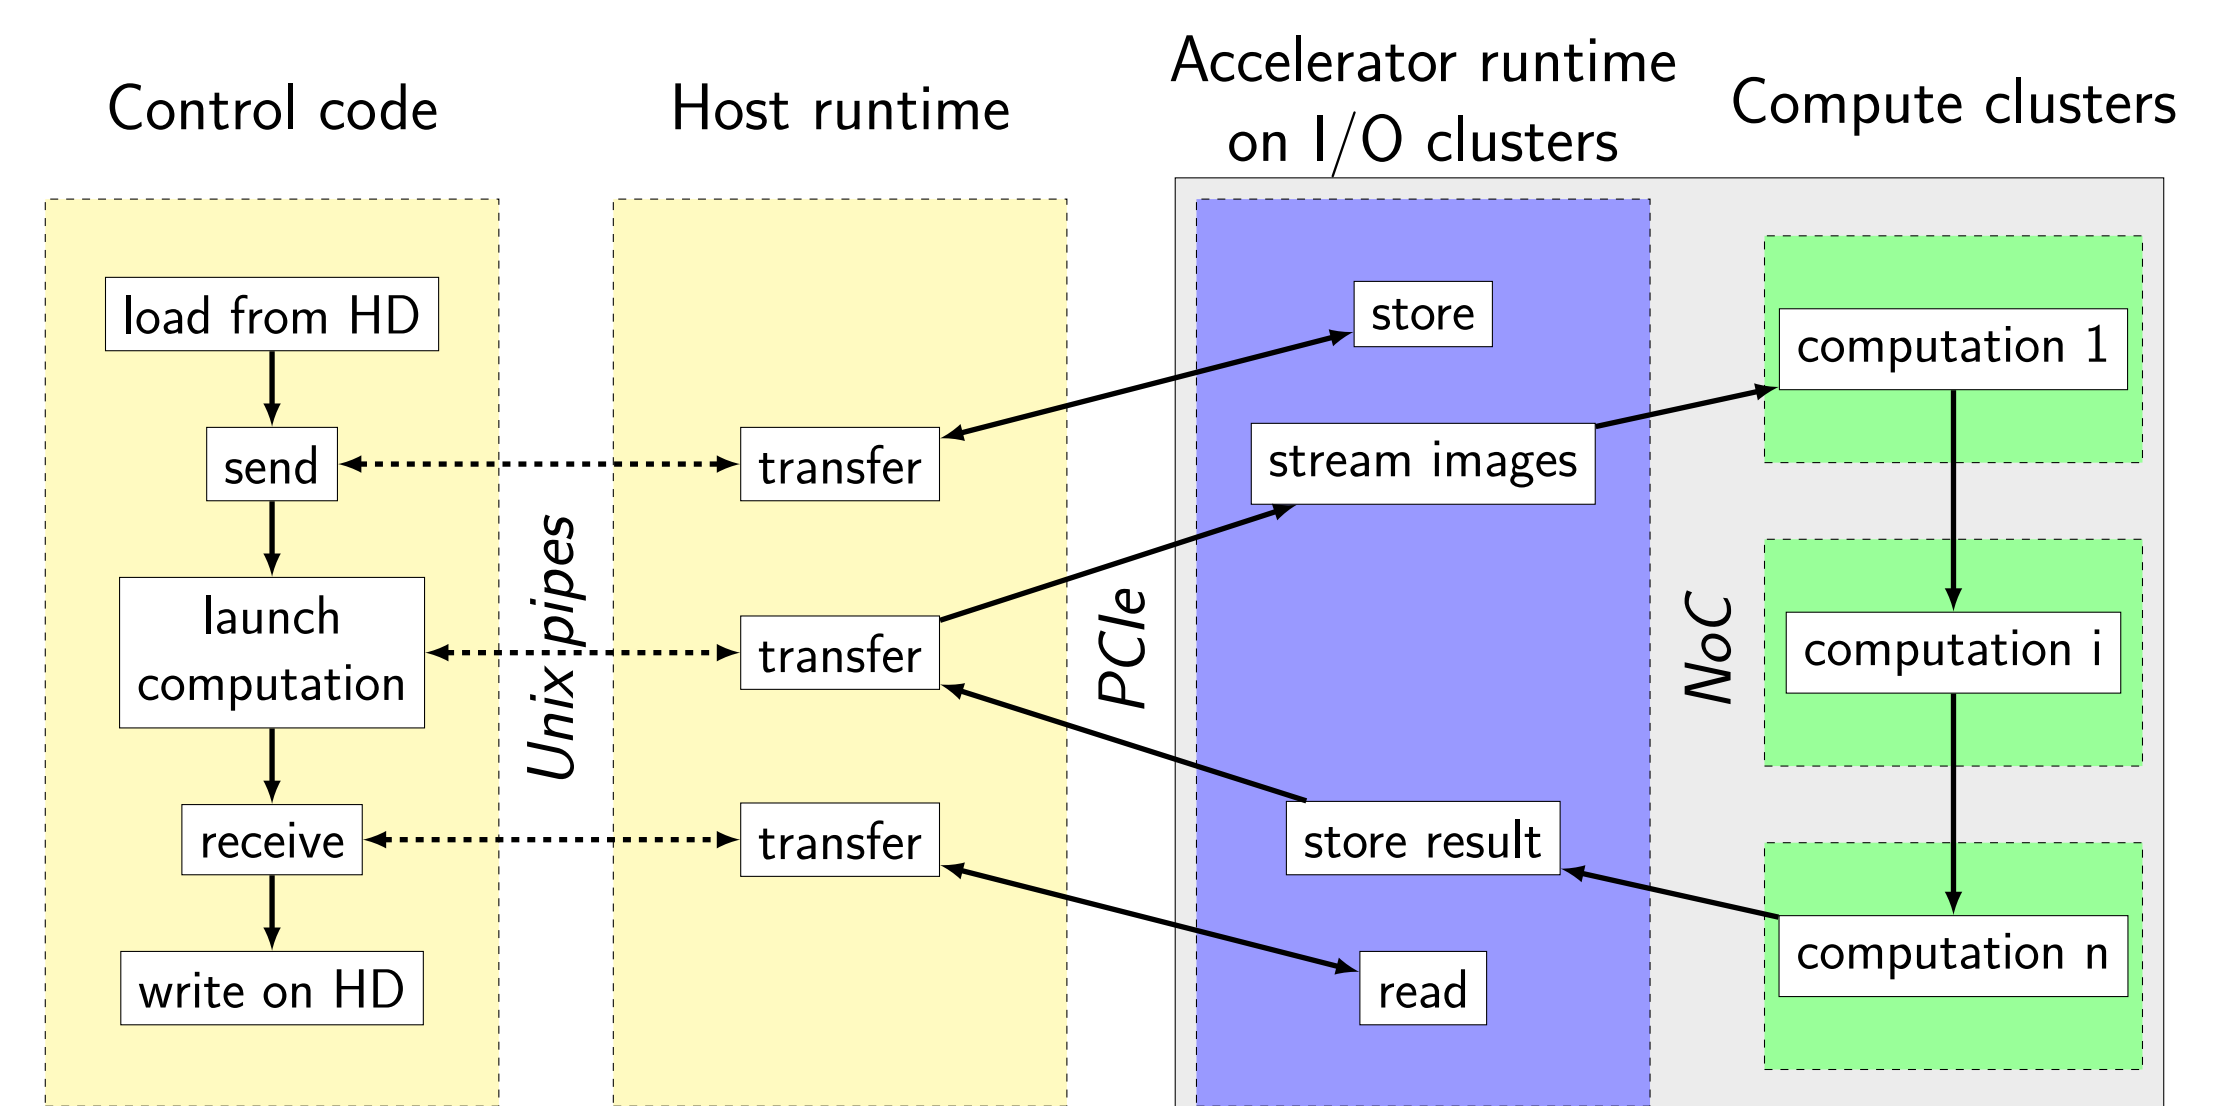 Control code
Host runtime
Accelerator runtime
on I/O clusters
Compute clusters
load from HD
send
launch
computation
receive
write on HD
Unix pipes
transfer
transfer
transfer
PCIe
store
stream images
store result
read
NoC
computation 1
computation i
computation n